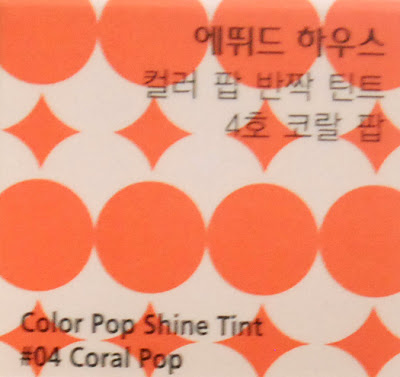 에뛰드 하우스
컬러 팝 반짝 틴트
4호 코랄 팝
Color Pop Shine Tint
#04 Coral Pop